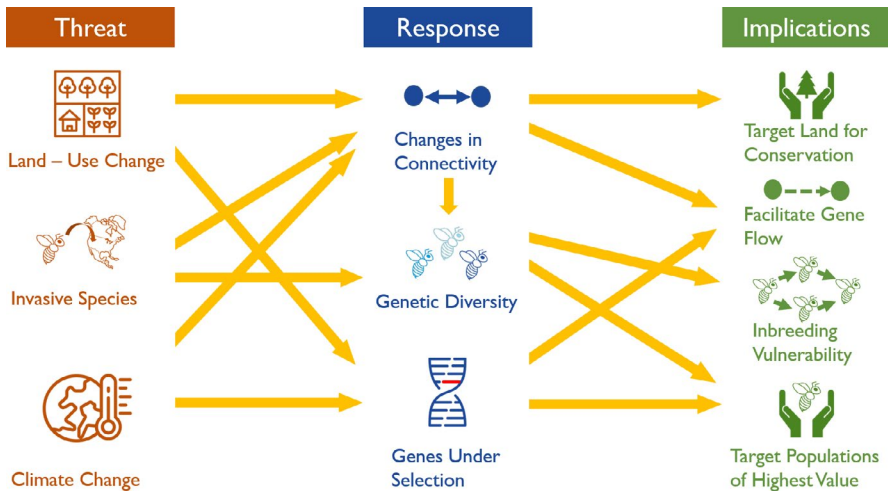 Threat
Response
Implications
Land – Use Change
Changes in
Connectivity
Target Land for
Conservation
Invasive Species
Genetic Diversity
Facilitate Gene
Flow
Inbreeding
Vulnerability
Climate Change
Genes Under
Selection
Target Populations
of Highest Value